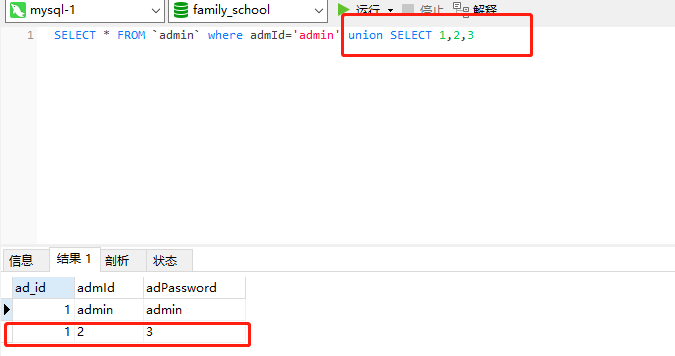 mysql-1 family_school 运行 停止 解释
1 SELECT * FROM `admin` where admId='admin' union SELECT 1,2,3
信息 结果 1 剖析 状态
ad_id admId adPassword
1 admin admin
1 2 3